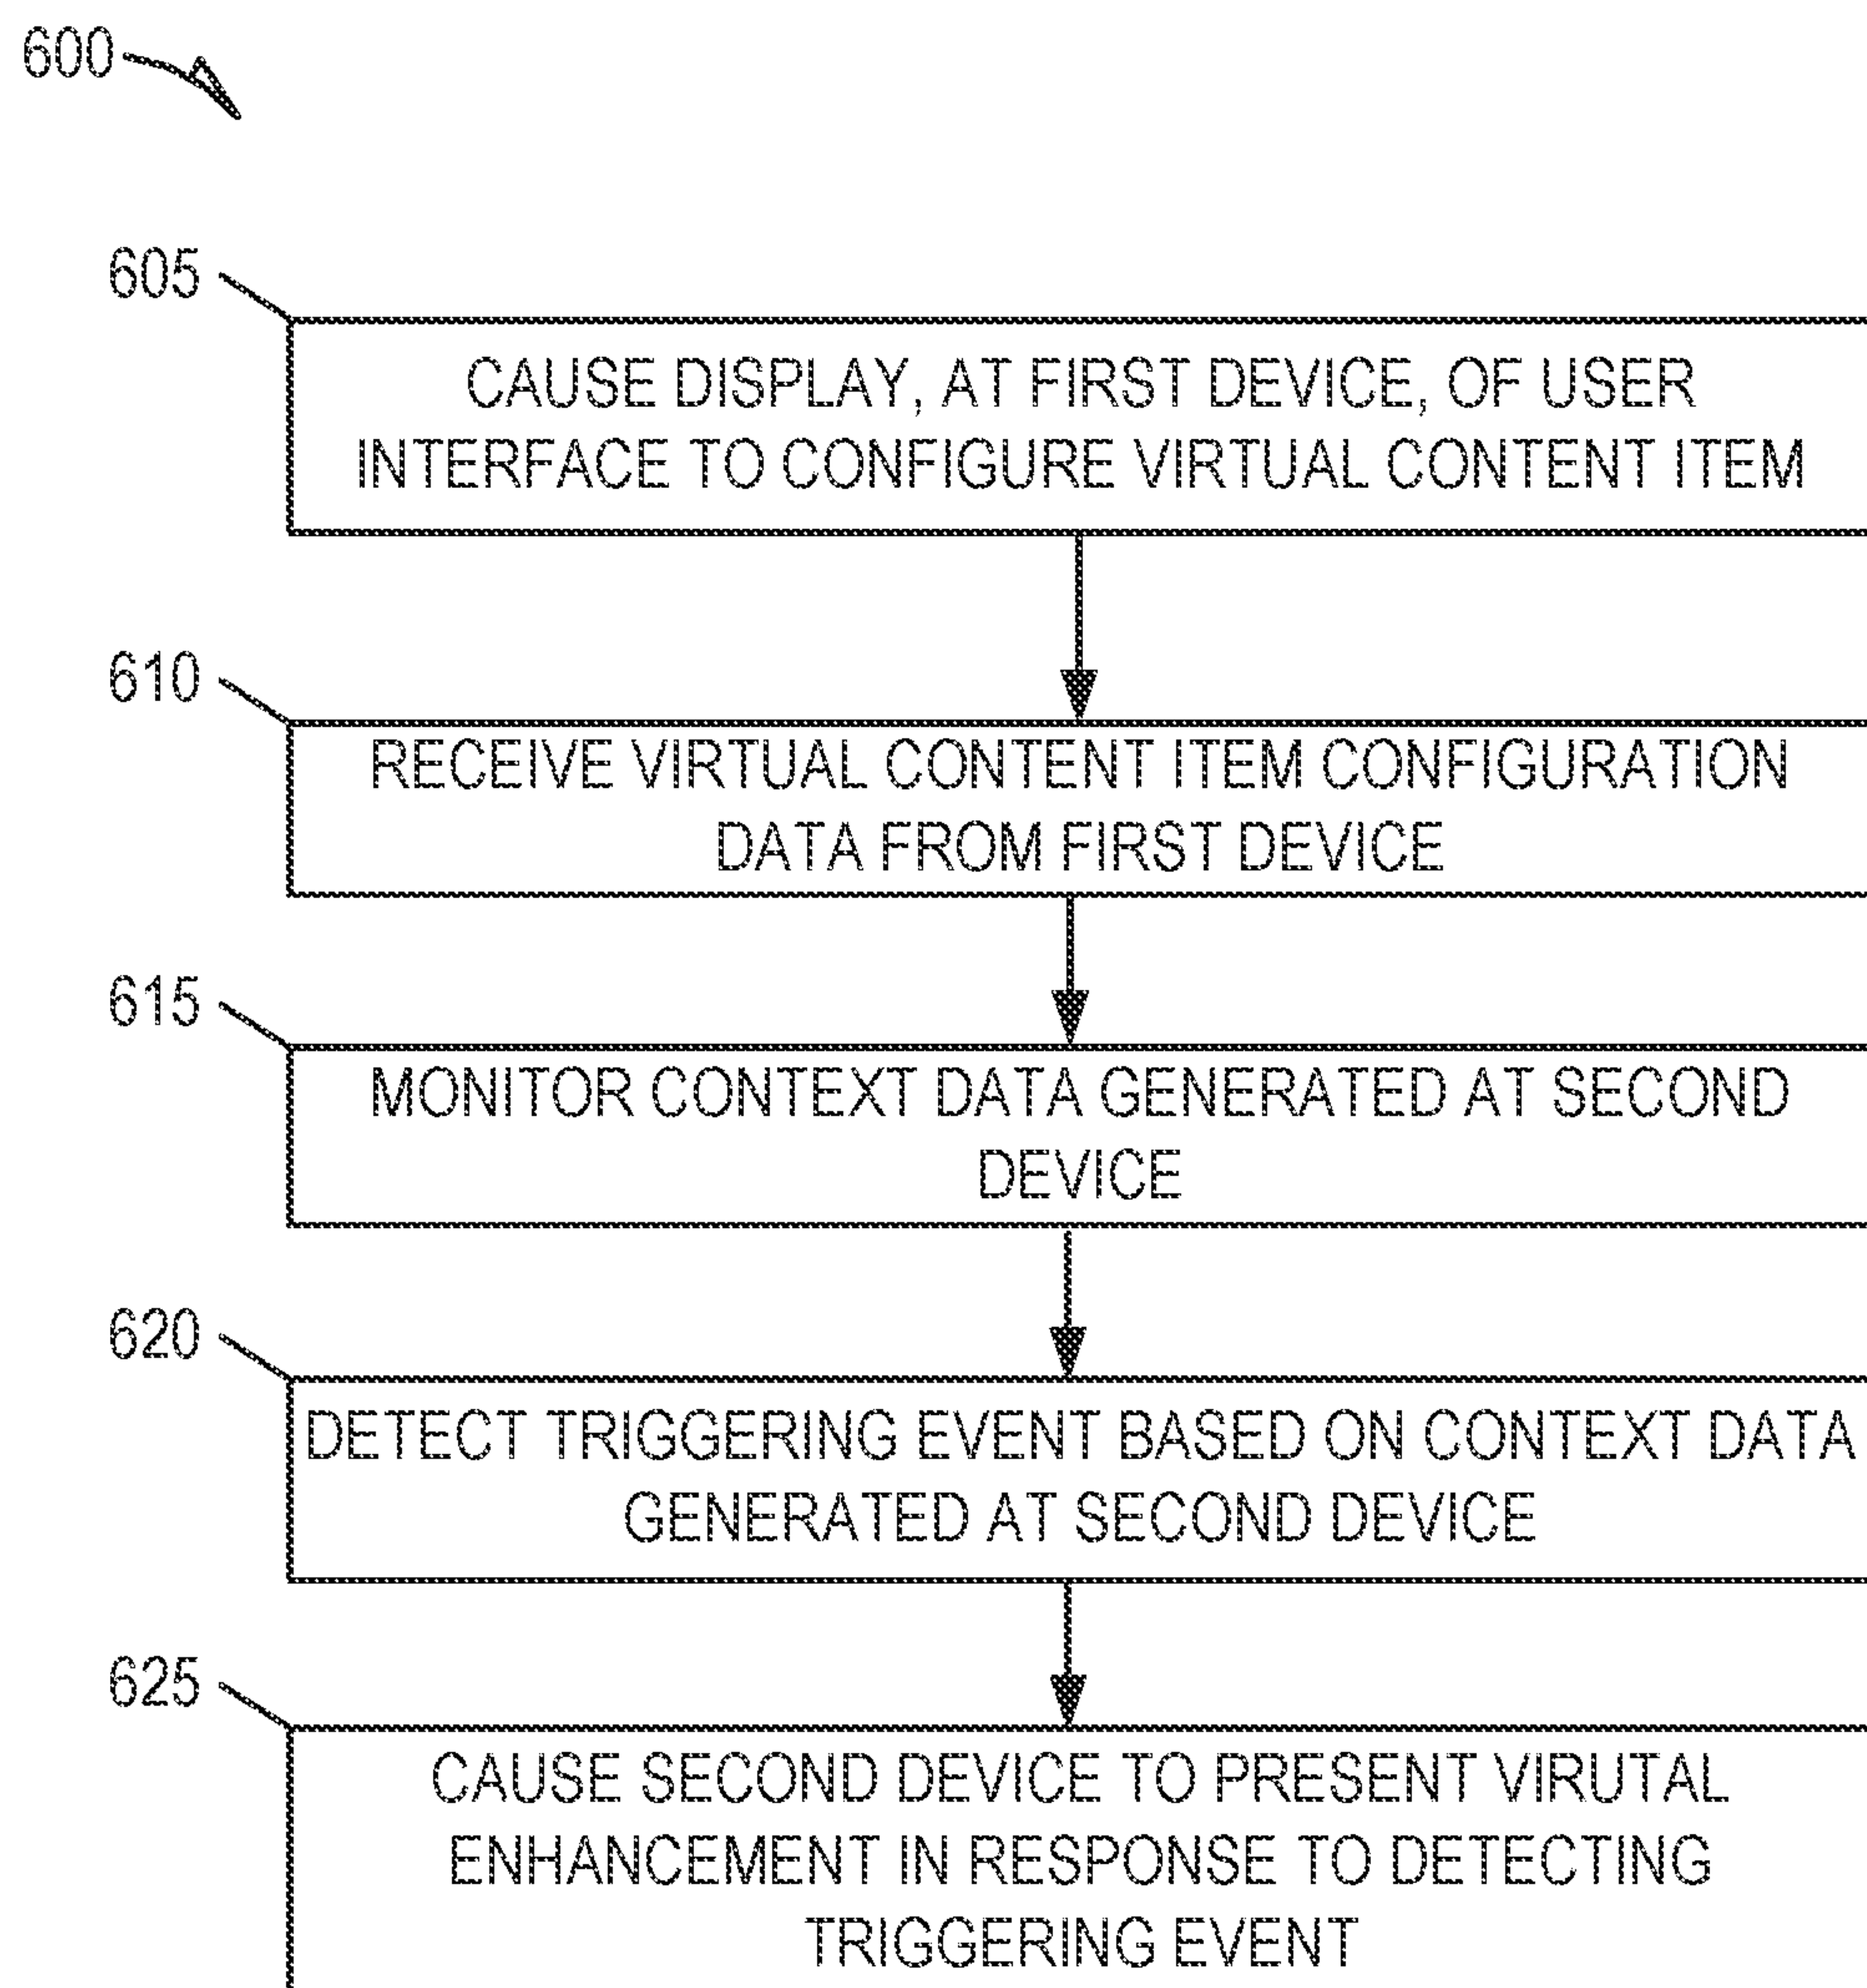 600
605
CAUSE DISPLAY, AT FIRST DEVICE, OF USER
INTERFACE TO CONFIGURE VIRTUAL CONTENT ITEM
610
RECEIVE VIRTUAL CONTENT ITEM CONFIGURATION
DATA FROM FIRST DEVICE
615
MONITOR CONTEXT DATA GENERATED AT SECOND
DEVICE
620
DETECT TRIGGERING EVENT BASED ON CONTEXT DATA
GENERATED AT SECOND DEVICE
625
CAUSE SECOND DEVICE TO PRESENT VIRUTAL
ENHANCEMENT IN RESPONSE TO DETECTING
TRIGGERING EVENT